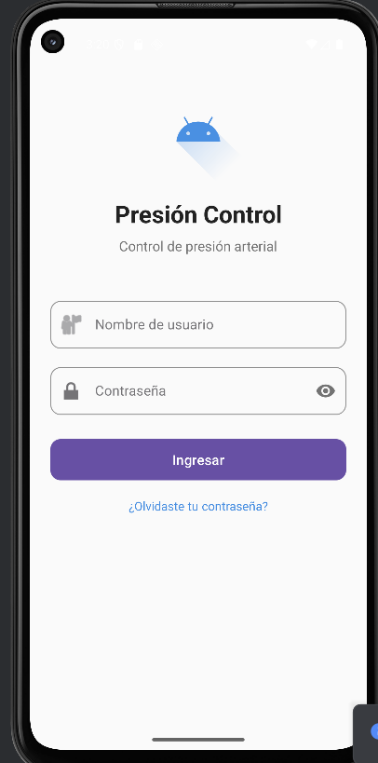 Presión Control
Control de presión arterial
Nombre de usuario
Contraseña
Ingresar
¿Olvidaste tu contraseña?